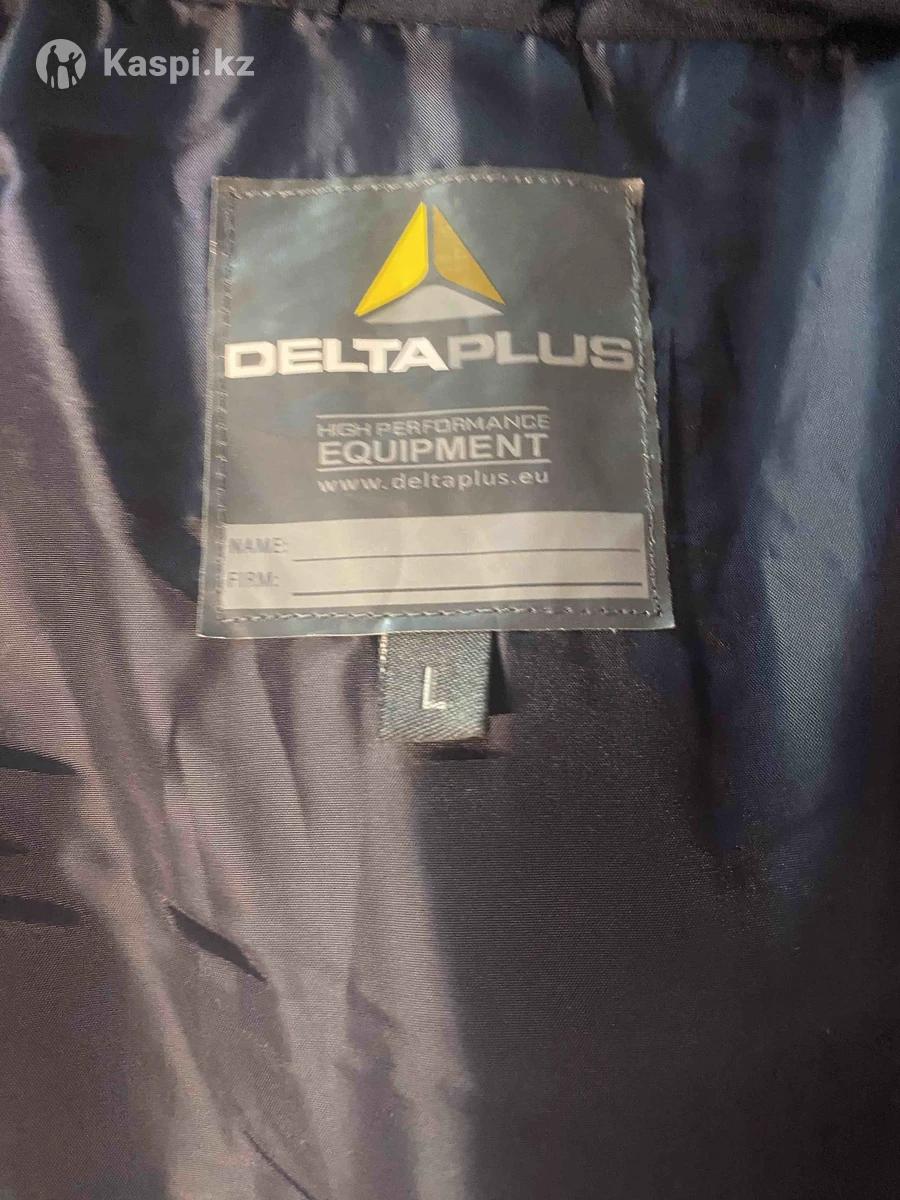 Kaspi.kz
DELTAPLUS
HIGH PERFORMANCE
EQUIPMENT
www.deltaplus.eu
NAME:
FIRM:
L